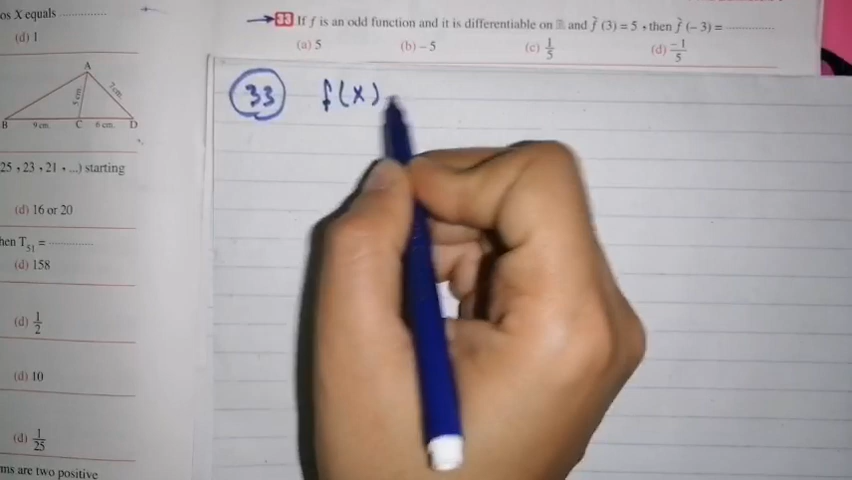 os X equals ..............
(d) 1
A
5 cm.
7 cm.
B 9 cm. C 6 cm. D
25 , 23 , 21 , ...) starting
(d) 16 or 20
hen T51 = ..............
(d) 158
(d) 1/2
(d) 10
(d) 1/25
ms are two positive
33 If f is an odd function and it is differentiable on ℝ and f̀ (3) = 5 , then f̀ (– 3) = ..............
(a) 5 (b) – 5 (c) 1/5 (d) –1/5
33 f(x)